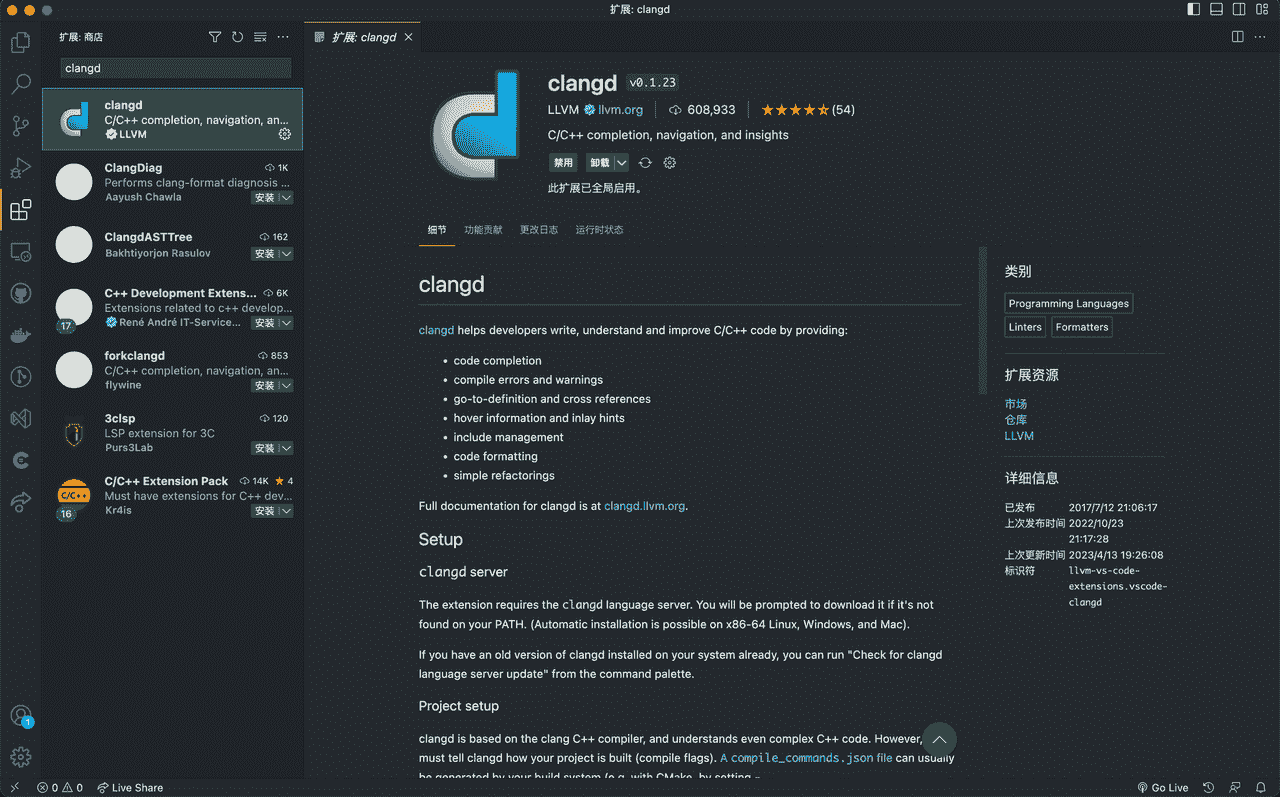 扩展: clangd
扩展: 商店
clangd
clangd
C/C++ completion, navigation, an...
LLVM
ClangDiag 1K
Performs clang-format diagnosis ...
Aayush Chawla 安装
ClangdASTTree 162
Bakhtiyorjon Rasulov 安装
C++ Development Extens... 6K
Extensions related to c++ develop...
17 René André IT-Service... 安装
forkclangd 853
C/C++ completion, navigation, an...
flywine 安装
3clsp 120
LSP extension for 3C
Purs3Lab 安装
C/C++ Extension Pack 14K 4
C/C++ Must have extensions for C++ dev...
16 Kr4is 安装
扩展: clangd
clangd v0.1.23
LLVM llvm.org 608,933 (54)
C/C++ completion, navigation, and insights
禁用 卸载
此扩展已全局启用。
细节 功能贡献 更改日志 运行时状态
clangd
clangd helps developers write, understand and improve C/C++ code by providing:
• code completion
• compile errors and warnings
• go-to-definition and cross references
• hover information and inlay hints
• include management
• code formatting
• simple refactorings
Full documentation for clangd is at clangd.llvm.org.
Setup
clangd server
The extension requires the clangd language server. You will be prompted to download it if it's not
found on your PATH. (Automatic installation is possible on x86-64 Linux, Windows, and Mac).
If you have an old version of clangd installed on your system already, you can run "Check for clangd
language server update" from the command palette.
Project setup
clangd is based on the clang C++ compiler, and understands even complex C++ code. However,
must tell clangd how your project is built (compile flags). A compile_commands.json file can usually
be generated by your build system (e.g. with CMake, by setting -
类别
Programming Languages
Linters Formatters
扩展资源
市场
仓库
LLVM
详细信息
已发布 2017/7/12 21:06:17
上次发布时间 2022/10/23
21:17:28
上次更新时间 2023/4/13 19:26:08
标识符 llvm-vs-code-
extensions.vscode-
clangd
1
0 0 Live Share
Go Live